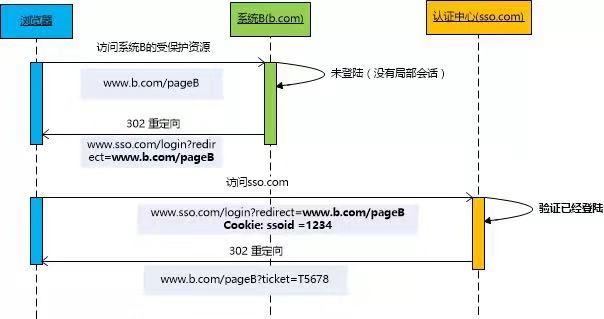 浏览器
系统B(b.com)
认证中心(sso.com)
访问系统B的受保护资源
www.b.com/pageB
未登陆（没有局部会话）
302 重定向
www.sso.com/login?redir
ect=www.b.com/pageB
访问sso.com
www.sso.com/login?redirect=www.b.com/pageB
Cookie: ssoid =1234
验证已经登陆
302 重定向
www.b.com/pageB?ticket=T5678